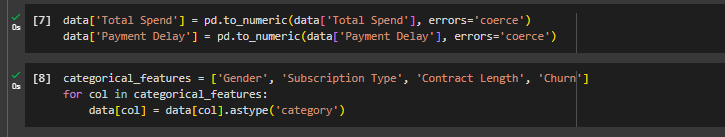 [7] data['Total Spend'] = pd.to_numeric(data['Total Spend'], errors='coerce')
0s data['Payment Delay'] = pd.to_numeric(data['Payment Delay'], errors='coerce')
[8] categorical_features = ['Gender', 'Subscription Type', 'Contract Length', 'Churn']
0s for col in categorical_features:
data[col] = data[col].astype('category')